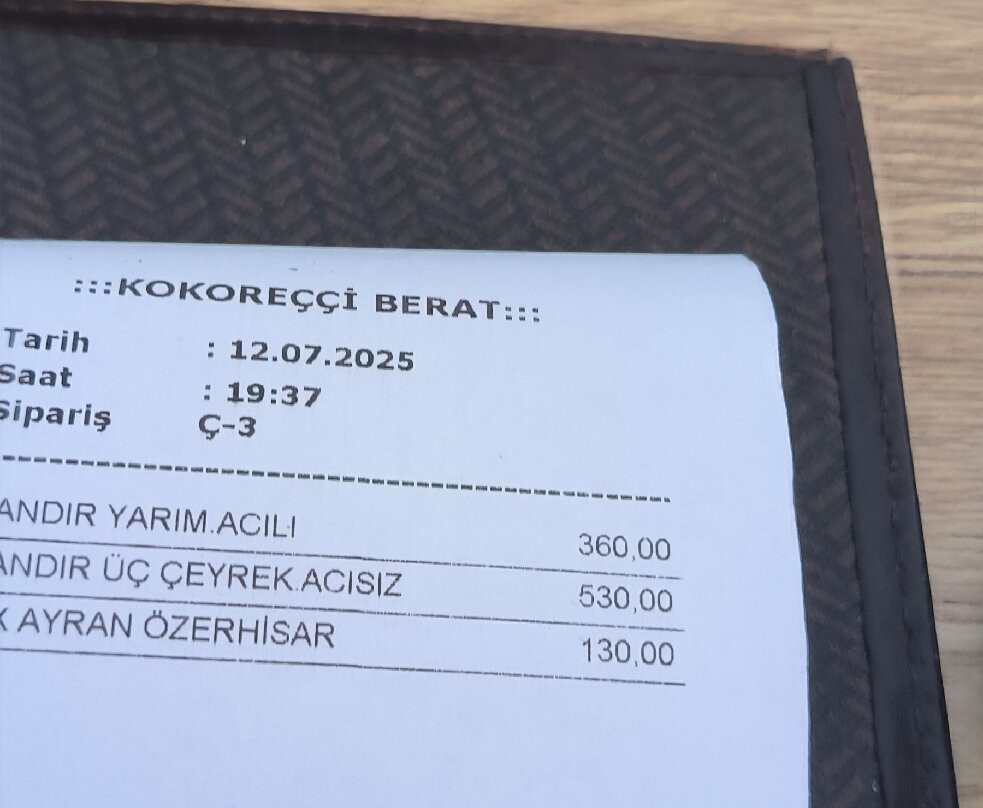 :::KOKOREÇÇİ BERAT:::
Tarih : 12.07.2025
Saat : 19:37
Sipariş Ç-3
ANDIR YARIM.ACILI 360,00
ANDIR ÜÇ ÇEYREK.ACISIZ 530,00
K AYRAN ÖZERHİSAR 130,00